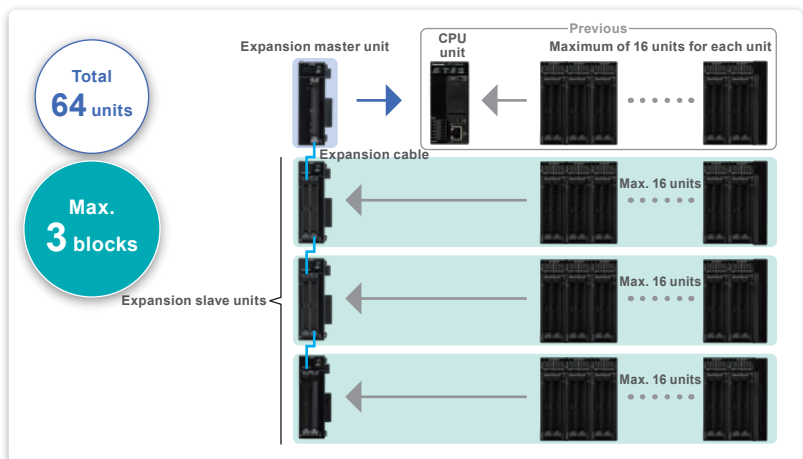 Previous
Expansion master unit
CPU
unit
Maximum of 16 units for each unit
Total
64 units
Expansion cable
Max.
3 blocks
Max. 16 units
Expansion slave units
Max. 16 units
Max. 16 units